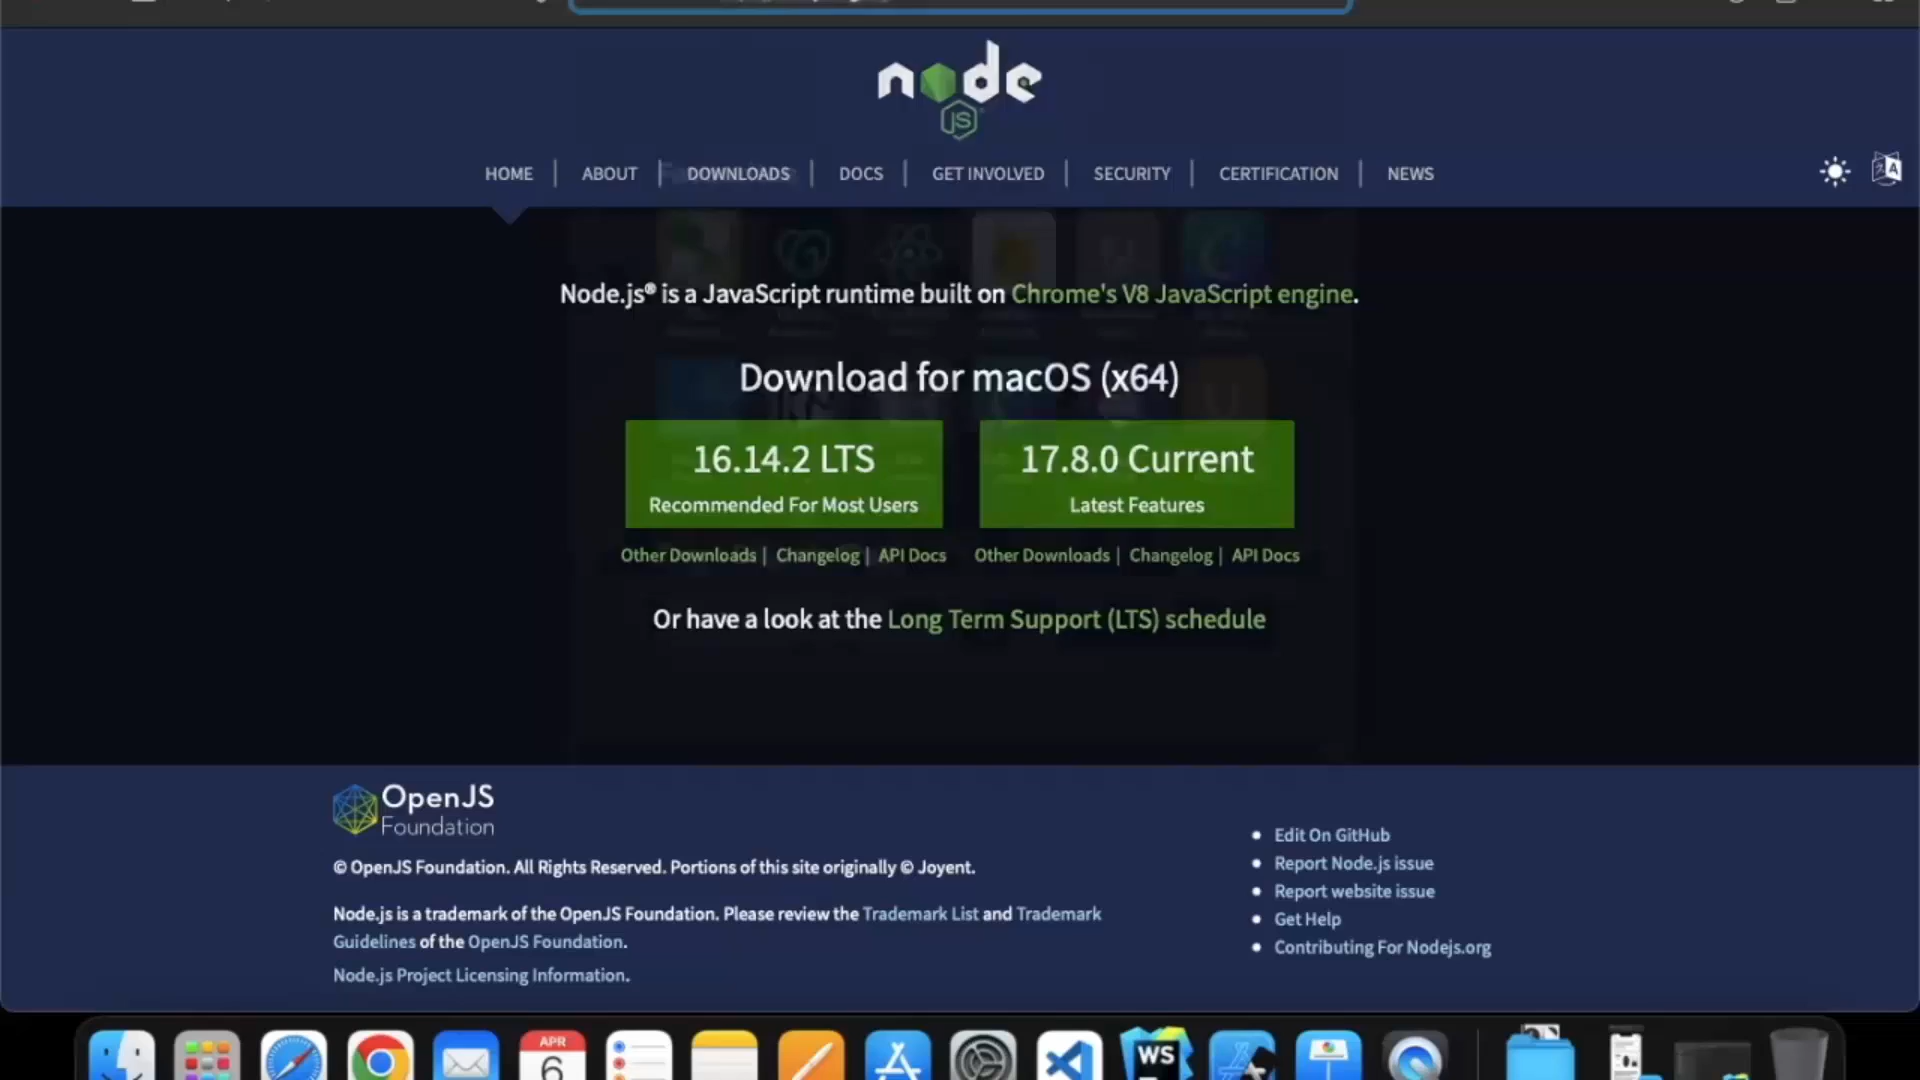 node
JS
HOME | ABOUT | DOWNLOADS | DOCS | GET INVOLVED | SECURITY | CERTIFICATION | NEWS
Node.js® is a JavaScript runtime built on Chrome's V8 JavaScript engine.
Download for macOS (x64)
16.14.2 LTS
Recommended For Most Users
17.8.0 Current
Latest Features
Other Downloads | Changelog | API Docs
Other Downloads | Changelog | API Docs
Or have a look at the Long Term Support (LTS) schedule
OpenJS
Foundation
© OpenJS Foundation. All Rights Reserved. Portions of this site originally © Joyent.
Node.js is a trademark of the OpenJS Foundation. Please review the Trademark List and Trademark
Guidelines of the OpenJS Foundation.
Node.js Project Licensing Information.
Edit On GitHub
Report Node.js issue
Report website issue
Get Help
Contributing For Nodejs.org
APR
6
WS